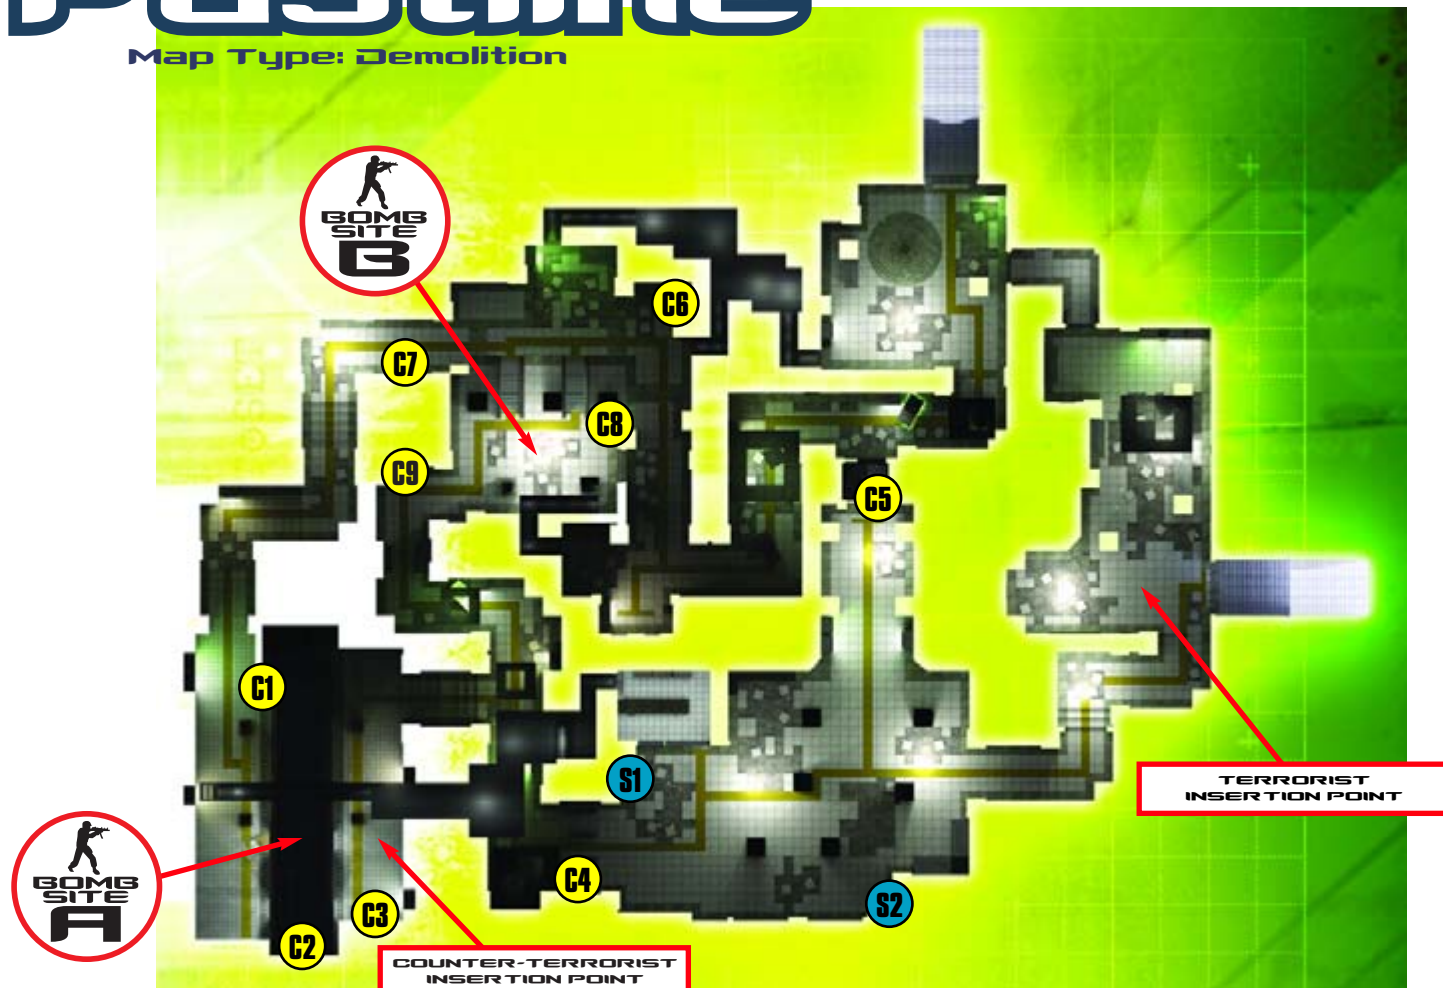 Map Type: Demolition
BOMB
SITE
B
C6
C7
C8
C9
C5
C1
S1
TERRORIST
INSERTION POINT
BOMB
SITE
A
C4
S2
C3
C2
COUNTER-TERRORIST
INSERTION POINT